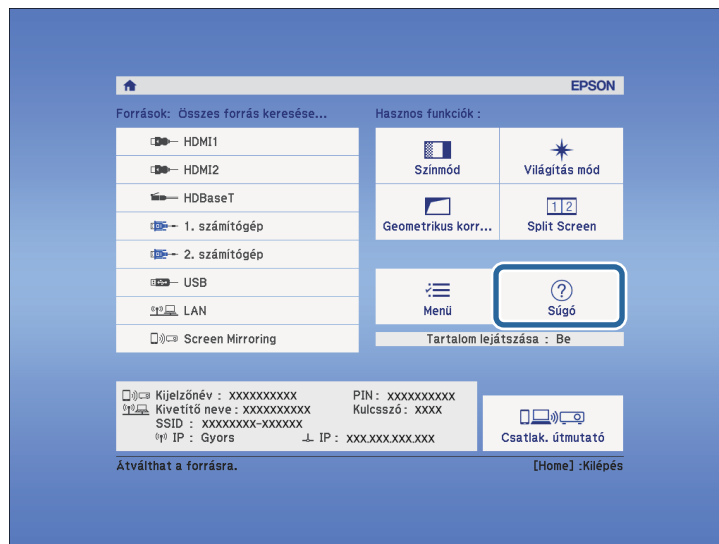 EPSON
Források: Összes forrás keresése...
Hasznos funkciók :
HDMI1
HDMI2
HDBaseT
1. számítógép
2. számítógép
USB
LAN
Screen Mirroring
Színmód
Világítás mód
Geometrikus korr...
1 2
Split Screen
Menü
? 
Súgó
Tartalom lejátszása : Be
Kijelzőnév : xxxxxxxxxx PIN : xxxxxxxxxx
Kivetítő neve : xxxxxxxxxx Kulcsszó : xxxx
SSID : xxxxxxxx-xxxxxx
IP : Gyors IP : xxx.xxx.xxx.xxx
Csatlak. útmutató
Átválthat a forrásra. [Home] :Kilépés